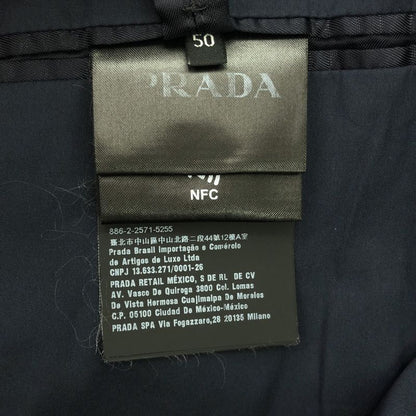 50
PRADA
NFC
886-2-2571-5255
臺北市中山區中山北路二段44號12樓A室
Prada Brasil Importação e Comércio
de Artigos de Luxo Ltda
CNPJ 13.633.271/0001-26
PRADA RETAIL MÉXICO, S DE RL DE CV
AV. Vasco De Quiroga 3800 Col. Lomas
De Vista Hermosa Cuajimalpa De Morelos
C.P. 05100 Ciudad De México-México
PRADA SPA Via Fogazzaro,28 20135 Milano